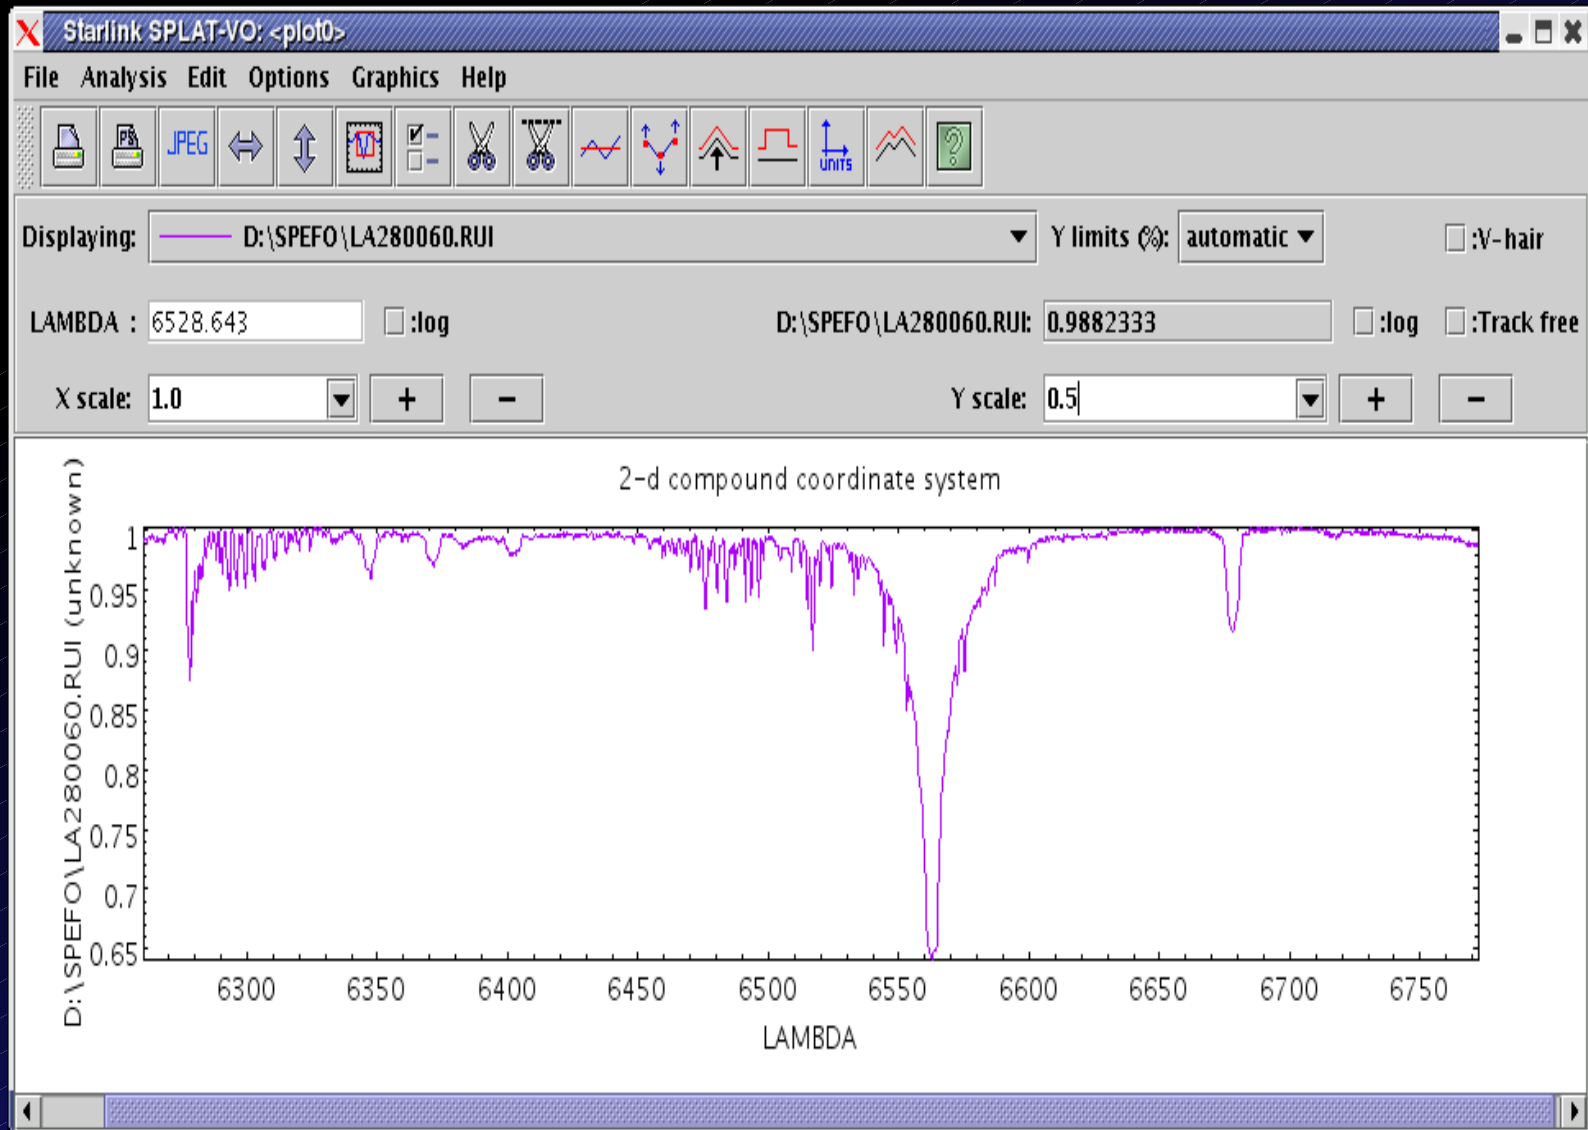 Starlink SPLAT-VO: <plot0>
File Analysis Edit Options Graphics Help
PS JPEG UNITS ?
Displaying: D:\SPEFO\LA280060.RUI Y limits (%): automatic :V-hair
LAMBDA : 6528.643 :log D:\SPEFO\LA280060.RUI: 0.9882333 :log :Track free
X scale: 1.0 + − Y scale: 0.5 + −
2-d compound coordinate system
D:\SPEFO\LA280060.RUI (unknown)
1
0.95
0.9
0.85
0.8
0.75
0.7
0.65
6300 6350 6400 6450 6500 6550 6600 6650 6700 6750
LAMBDA